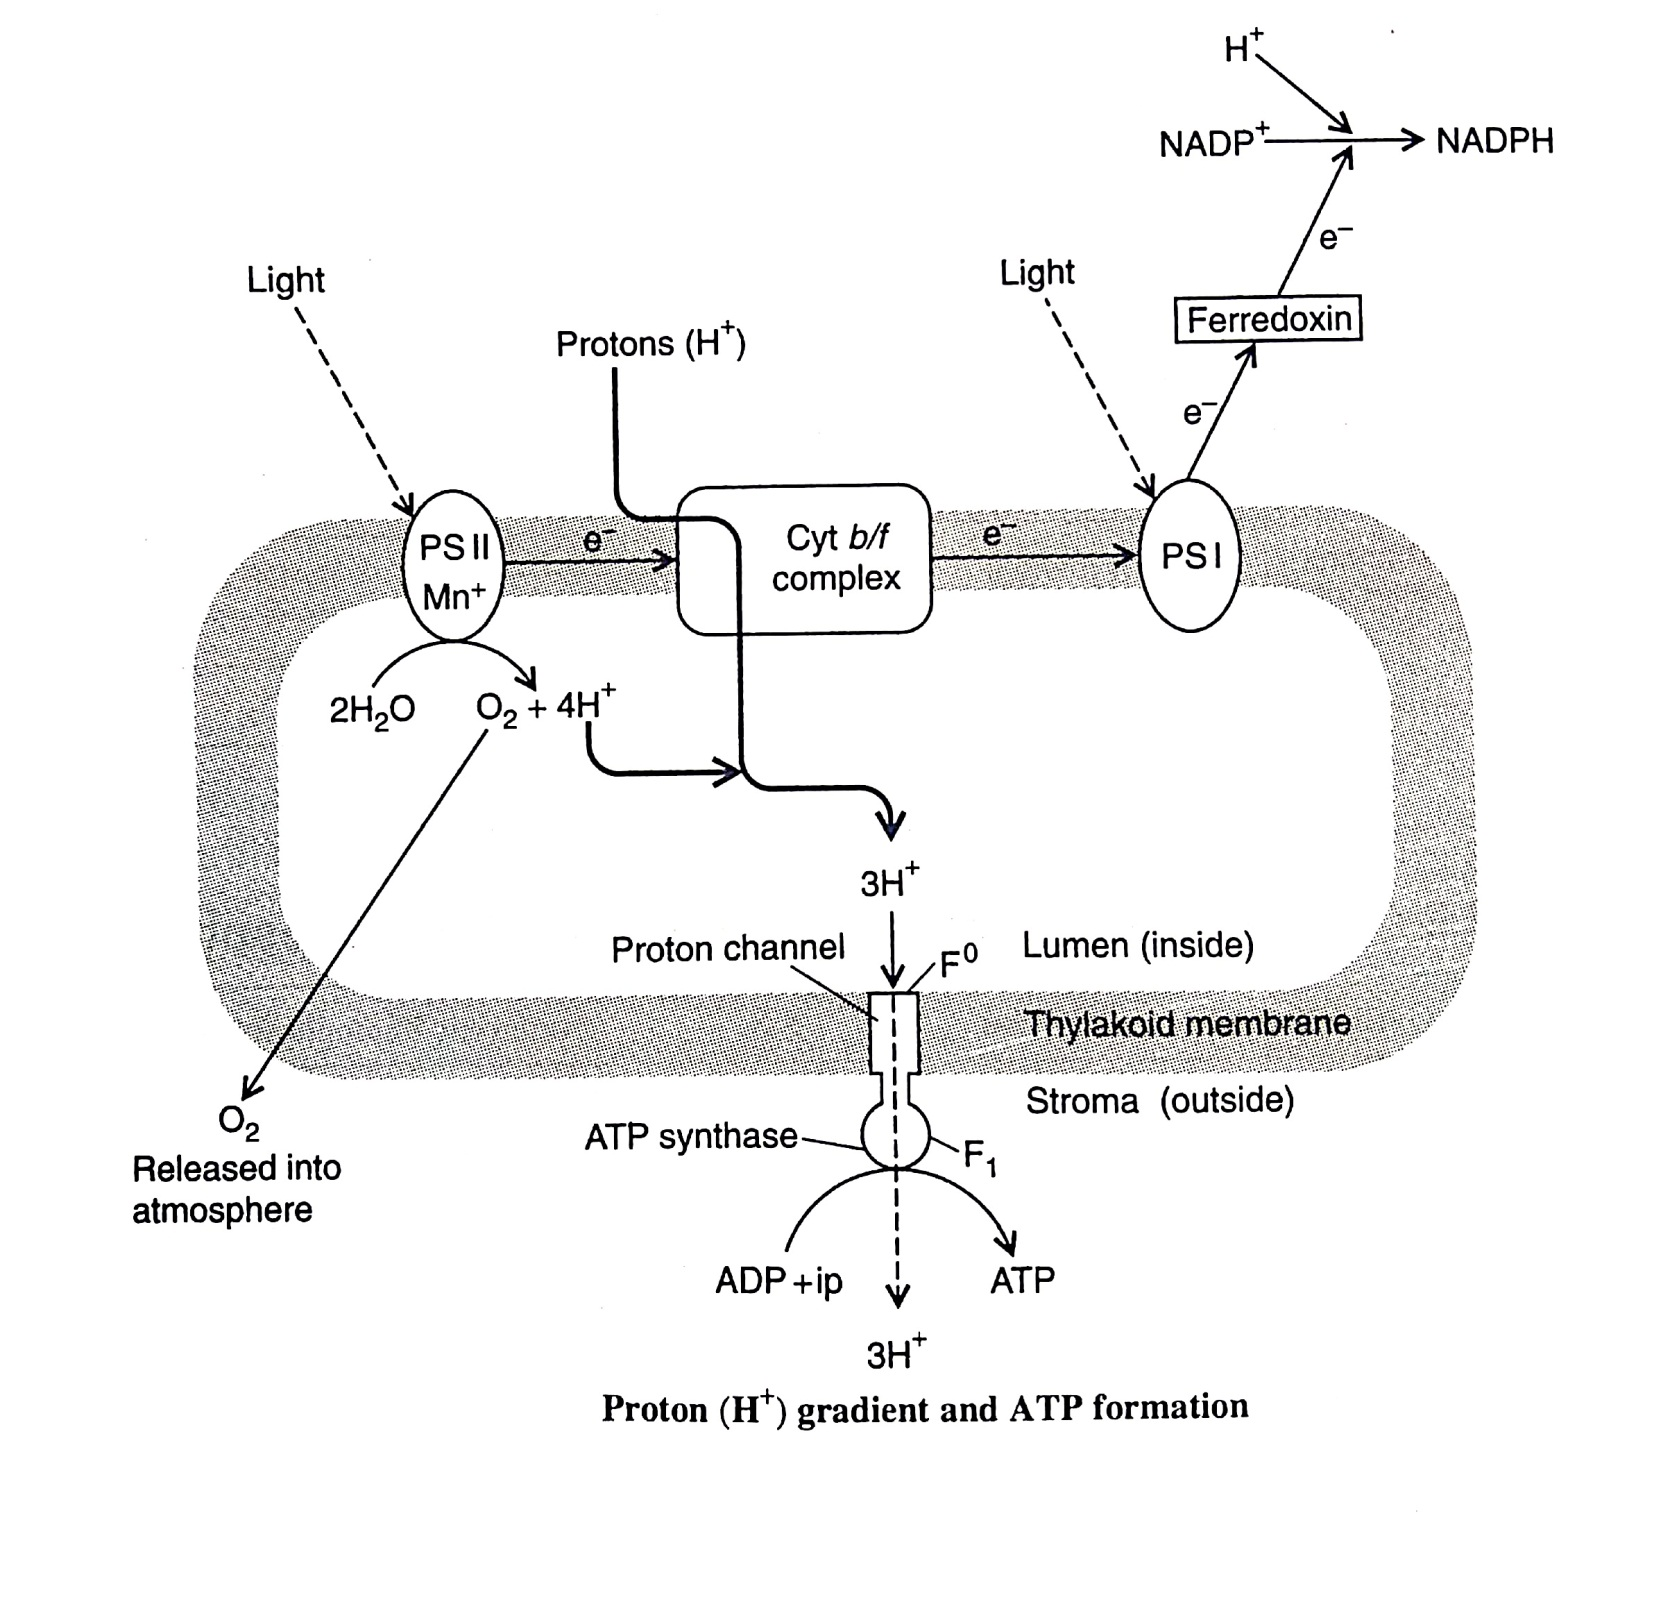 H⁺
NADP⁺ NADPH
e⁻
Light
Light
Ferredoxin
Protons (H⁺)
e⁻
PS II
Mn⁺
e⁻
Cyt b/f
complex
e⁻
PS I
2H₂O O₂ + 4H⁺
3H⁺
Proton channel
F⁰
Lumen (inside)
Thylakoid membrane
Stroma (outside)
O₂
Released into
atmosphere
ATP synthase
F₁
ADP + ip
ATP
3H⁺
Proton (H⁺) gradient and ATP formation